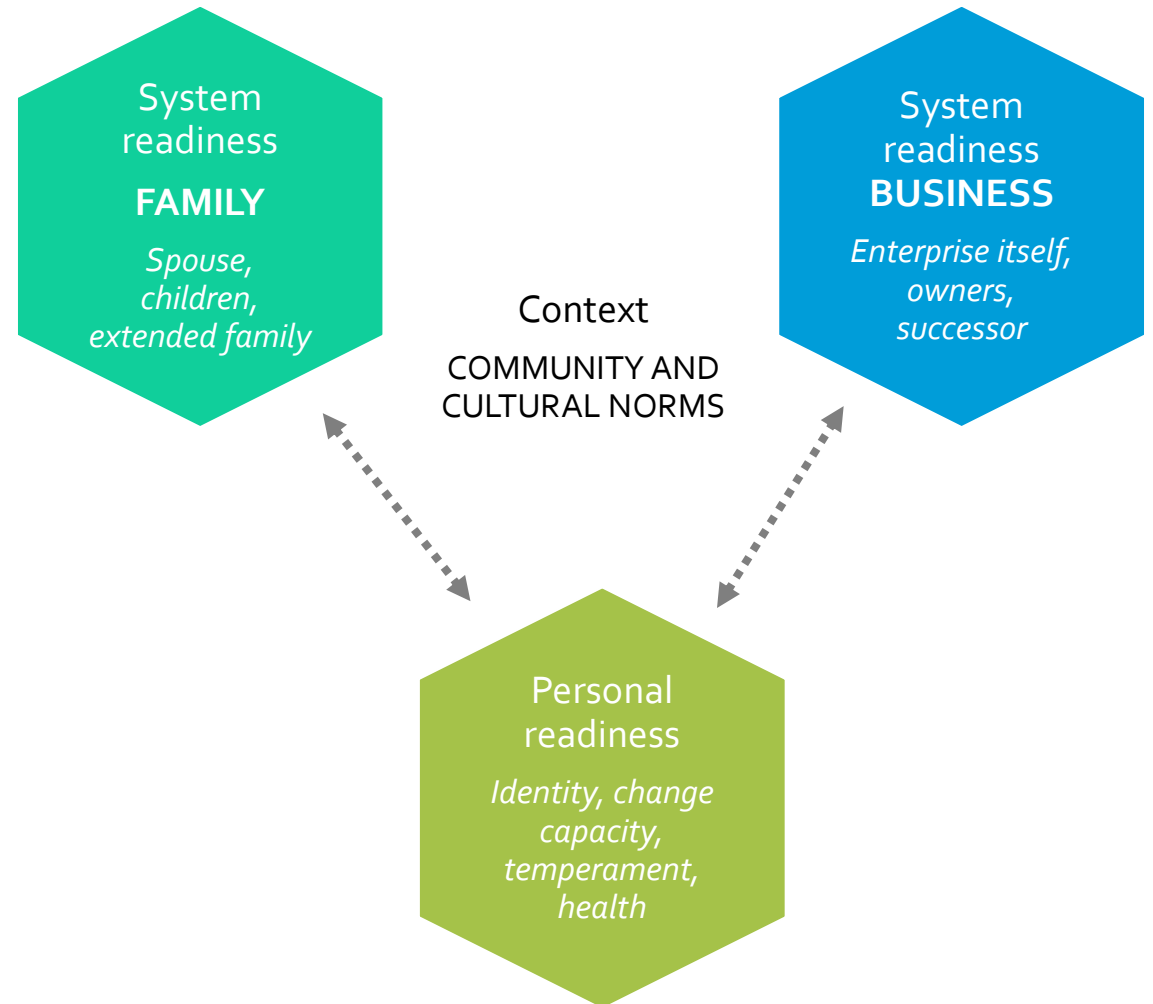 System
readiness
FAMILY
Spouse,
children,
extended family
System
readiness
BUSINESS
Enterprise itself,
owners,
successor
Context
COMMUNITY AND
CULTURAL NORMS
Personal
readiness
Identity, change
capacity,
temperament,
health